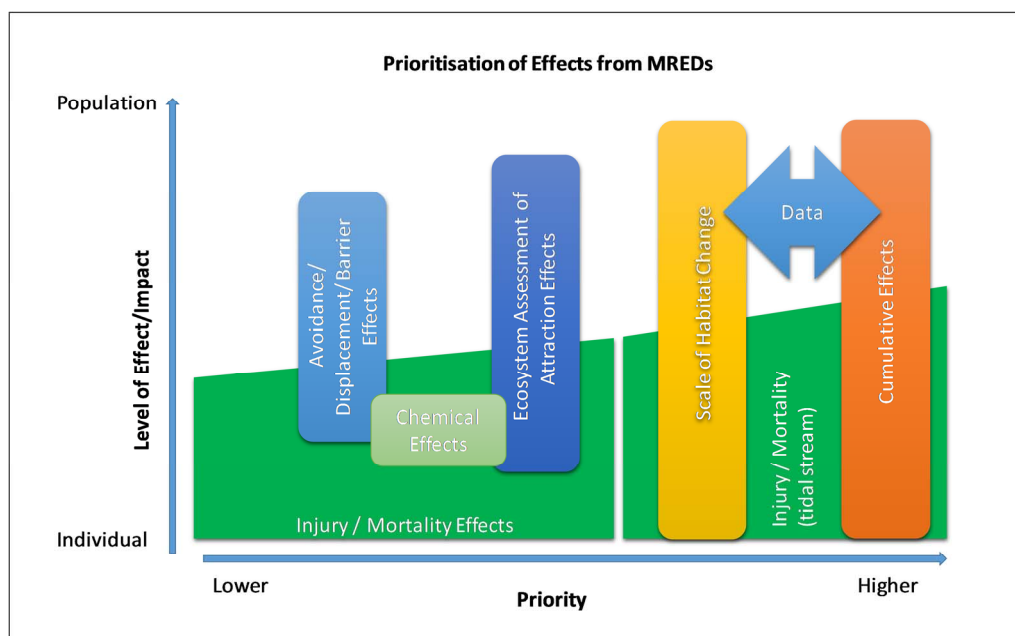 Prioritisation of Effects from MREDs
Population
Level of Effect/Impact
Individual
Avoidance/
Displacement/Barrier
Effects
Chemical
Effects
Ecosystem Assessment of
Attraction Effects
Injury / Mortality Effects
Scale of Habitat Change
Data
Injury / Mortality
(tidal stream)
Cumulative Effects
Lower
Higher
Priority